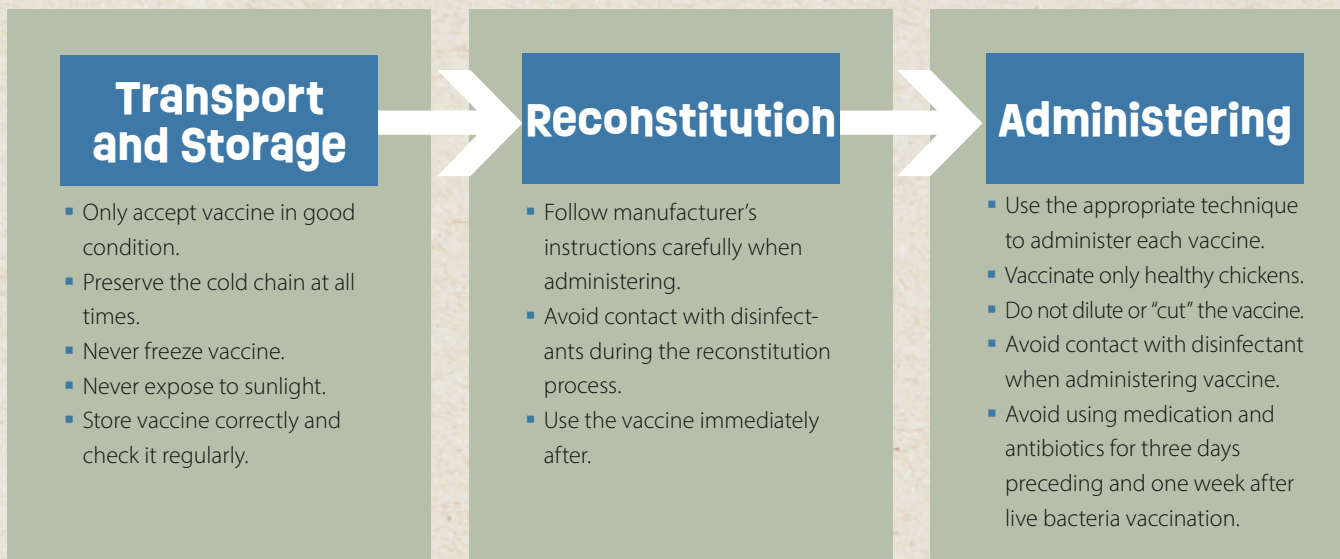 Transport
and Storage
▪ Only accept vaccine in good
condition.
▪ Preserve the cold chain at all
times.
▪ Never freeze vaccine.
▪ Never expose to sunlight.
▪ Store vaccine correctly and
check it regularly.
Reconstitution
▪ Follow manufacturer’s
instructions carefully when
administering.
▪ Avoid contact with disinfect-
ants during the reconstitution
process.
▪ Use the vaccine immediately
after.
Administering
▪ Use the appropriate technique
to administer each vaccine.
▪ Vaccinate only healthy chickens.
▪ Do not dilute or “cut” the vaccine.
▪ Avoid contact with disinfectant
when administering vaccine.
▪ Avoid using medication and
antibiotics for three days
preceding and one week after
live bacteria vaccination.